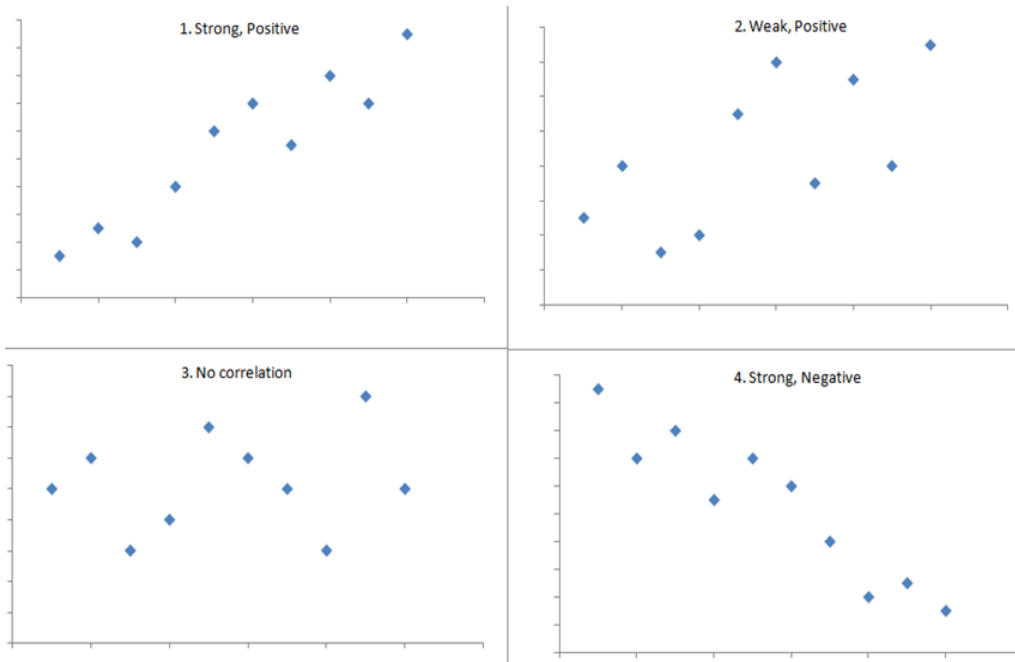 1. Strong, Positive
2. Weak, Positive
3. No correlation
4. Strong, Negative